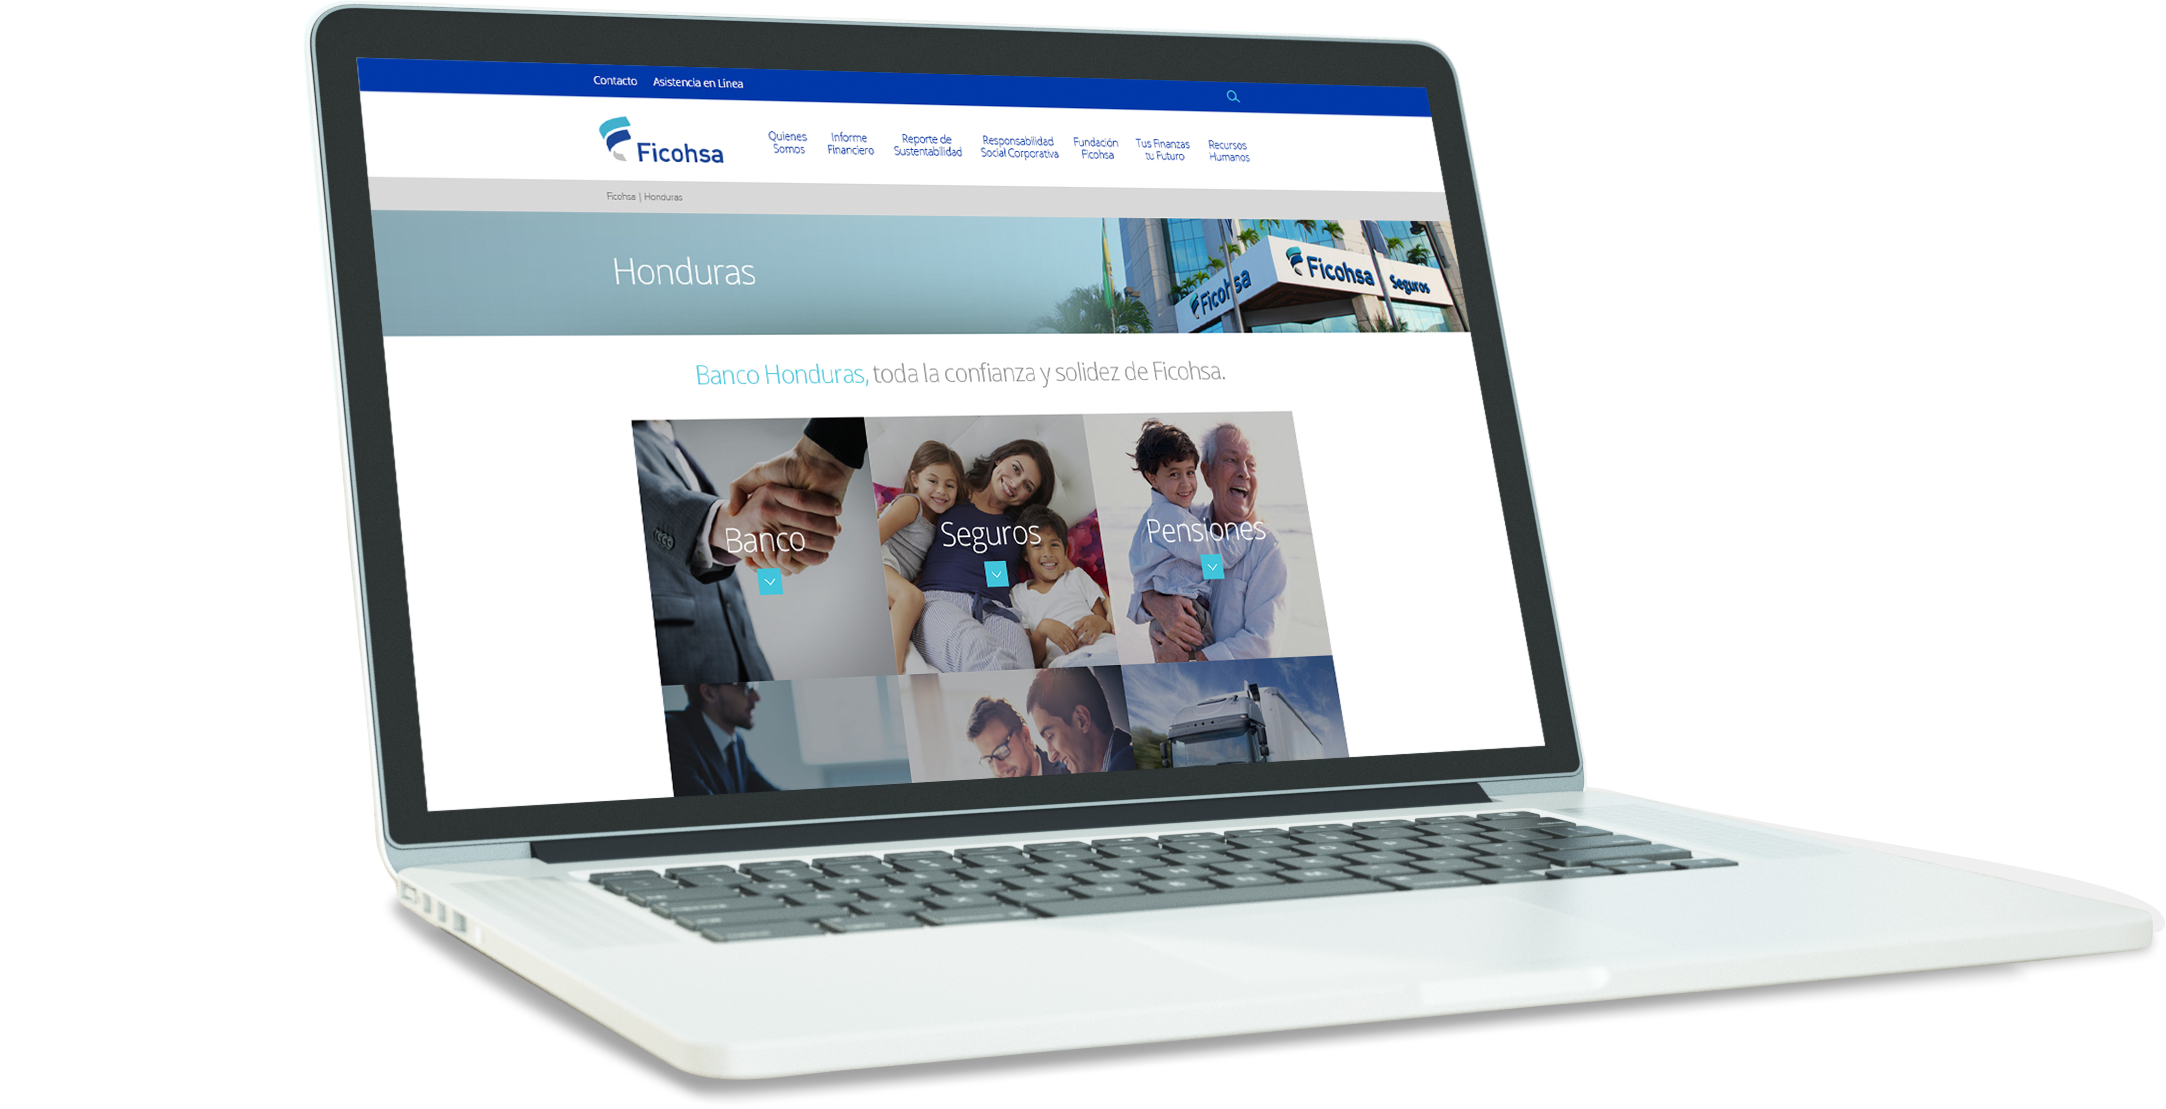 Contacto Asistencia en Línea
Ficohsa
Quienes
Somos
Informe
Financiero
Reporte de
Sustentabilidad
Responsabilidad
Social Corporativa
Fundación
Ficohsa
Tus Finanzas
tu Futuro
Recursos
Humanos
Ficohsa | Honduras
Honduras
Ficohsa
Ficohsa Seguros
Banco Honduras, toda la confianza y solidez de Ficohsa.
Banco
Seguros
Pensiones